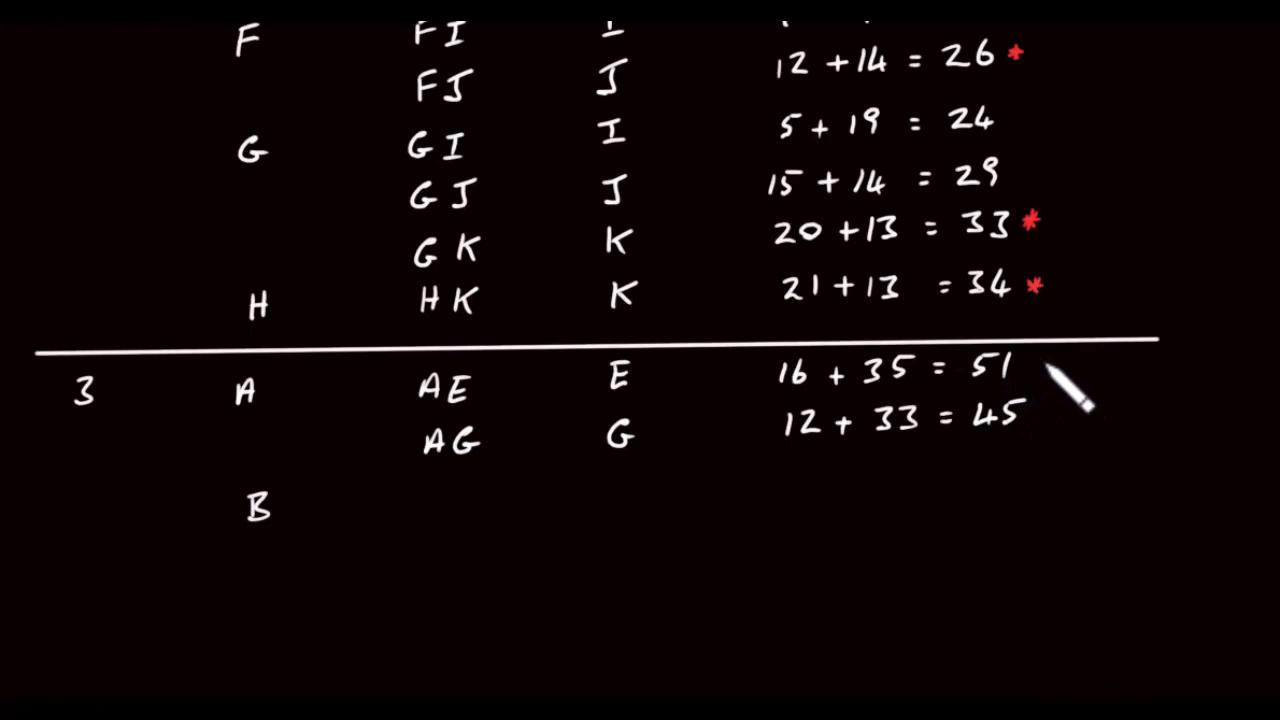 F FI I
FJ J 12 + 14 = 26 *
G GI I 5 + 19 = 24
GJ J 15 + 14 = 29
GK K 20 + 13 = 33 *
H HK K 21 + 13 = 34 *
3 A AE E 16 + 35 = 51
AG G 12 + 33 = 45
B